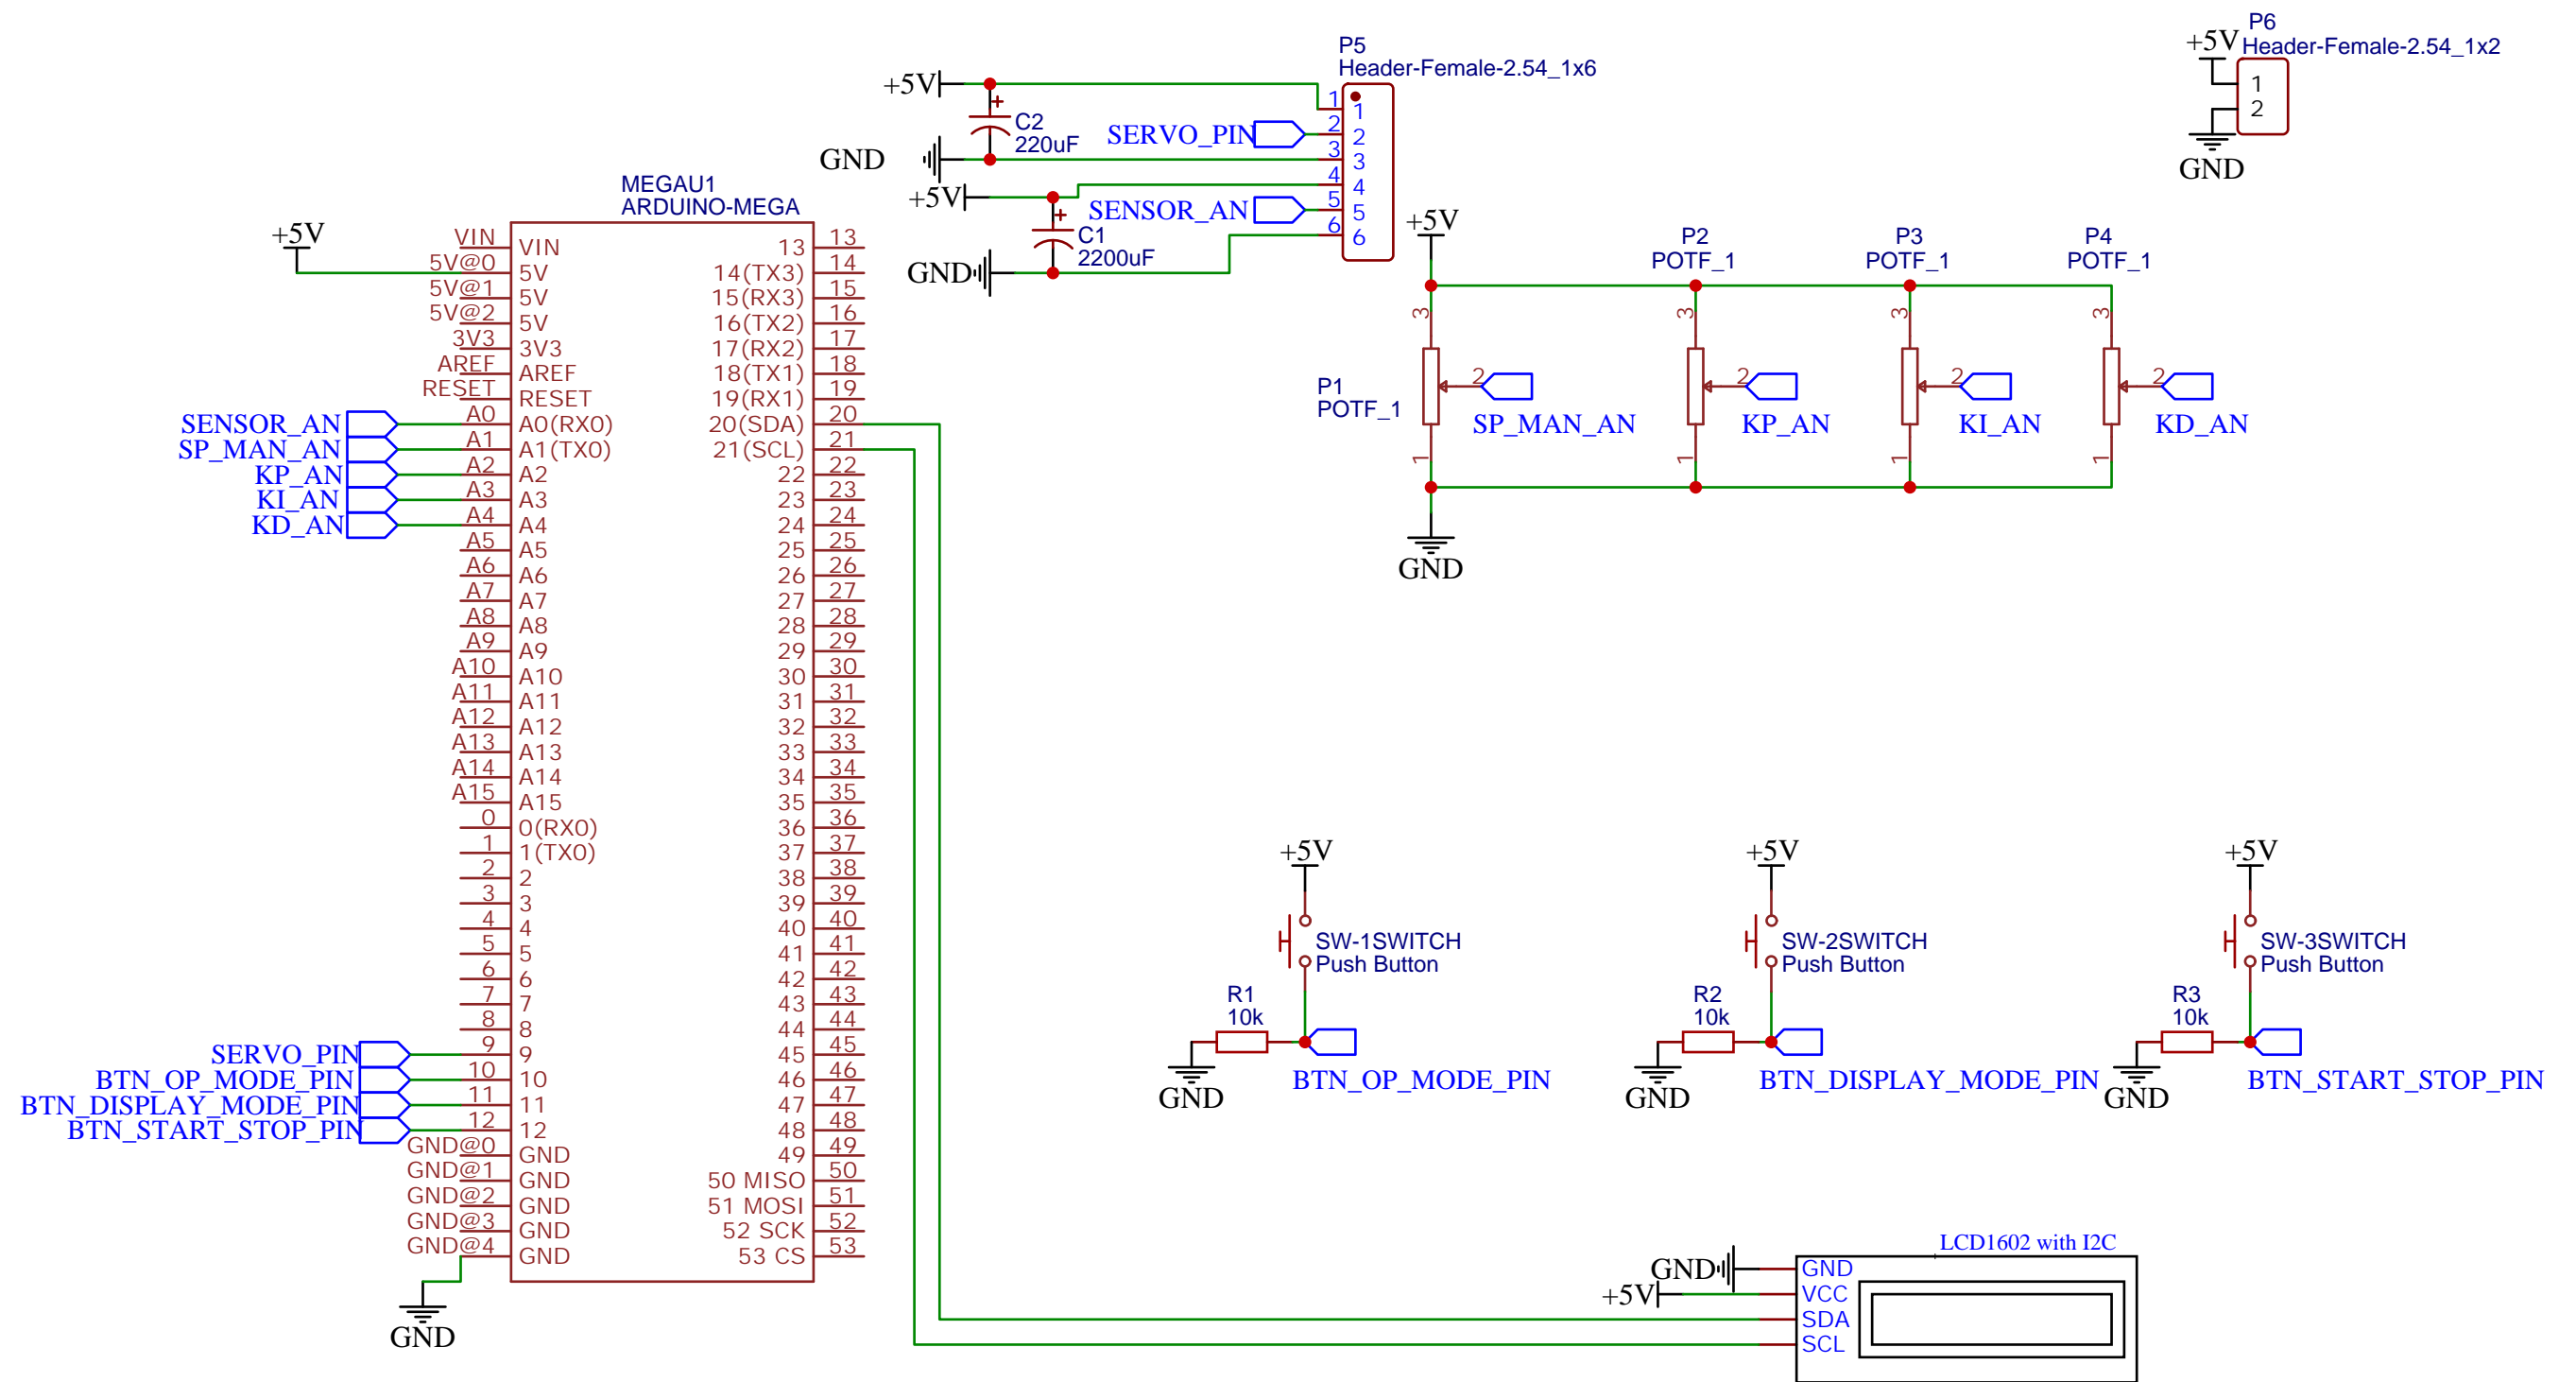 P6
+5V Header-Female-2.54_1x2
1
2
GND
P5
Header-Female-2.54_1x6
+5V
C2
220uF
GND
SERVO_PIN
+5V
SENSOR_AN
C1
2200uF
GND
1 1
2 2
3 3
4 4
5 5
6 6
MEGAU1
ARDUINO-MEGA
+5V
VIN VIN
5V@0 5V
5V@1 5V
5V@2 5V
3V3 3V3
AREF AREF
RESET RESET
SENSOR_AN A0 A0(RX0)
SP_MAN_AN A1 A1(TX0)
KP_AN A2 A2
KI_AN A3 A3
KD_AN A4 A4
A5 A5
A6 A6
A7 A7
A8 A8
A9 A9
A10 A10
A11 A11
A12 A12
A13 A13
A14 A14
A15 A15
0 0(RX0)
1 1(TX0)
2 2
3 3
4 4
5 5
6 6
7 7
8 8
SERVO_PIN 9 9
BTN_OP_MODE_PIN 10 10
BTN_DISPLAY_MODE_PIN 11 11
BTN_START_STOP_PIN 12 12
GND@0 GND
GND@1 GND
GND@2 GND
GND@3 GND
GND@4 GND
GND
13 13
14(TX3) 14
15(RX3) 15
16(TX2) 16
17(RX2) 17
18(TX1) 18
19(RX1) 19
20(SDA) 20
21(SCL) 21
22 22
23 23
24 24
25 25
26 26
27 27
28 28
29 29
30 30
31 31
32 32
33 33
34 34
35 35
36 36
37 37
38 38
39 39
40 40
41 41
42 42
43 43
44 44
45 45
46 46
47 47
48 48
49 49
50 MISO 50
51 MOSI 51
52 SCK 52
53 CS 53
+5V
P1
POTF_1
3
2
1
SP_MAN_AN
GND
P2
POTF_1
3
2
1
KP_AN
P3
POTF_1
3
2
1
KI_AN
P4
POTF_1
3
2
1
KD_AN
+5V
SW-1SWITCH
Push Button
R1
10k
GND
BTN_OP_MODE_PIN
+5V
SW-2SWITCH
Push Button
R2
10k
GND
BTN_DISPLAY_MODE_PIN
+5V
SW-3SWITCH
Push Button
R3
10k
GND
BTN_START_STOP_PIN
LCD1602 with I2C
GND GND
+5V VCC
SDA
SCL